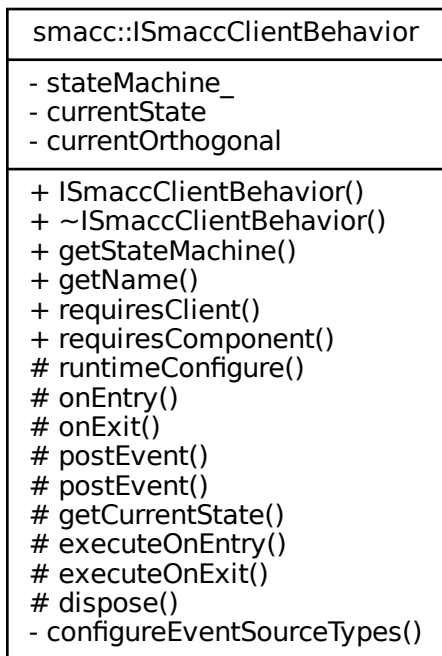 smacc::ISmaccClientBehavior
- stateMachine_
- currentState
- currentOrthogonal
+ ISmaccClientBehavior()
+ ~ISmaccClientBehavior()
+ getStateMachine()
+ getName()
+ requiresClient()
+ requiresComponent()
# runtimeConfigure()
# onEntry()
# onExit()
# postEvent()
# postEvent()
# getCurrentState()
# executeOnEntry()
# executeOnExit()
# dispose()
- configureEventSourceTypes()